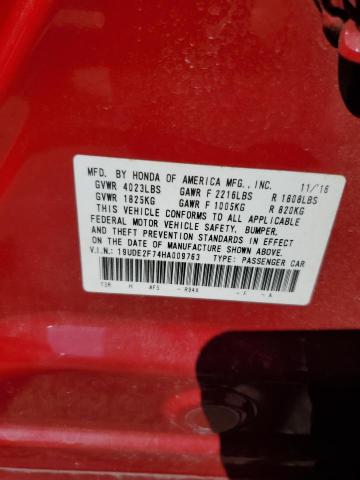 MFD. BY HONDA OF AMERICA MFG., INC. 11/'16
GVWR 4023LBS GAWR F 2216LBS R 1808LBS
GVWR 1825KG GAWR F 1005KG R 820KG
THIS VEHICLE CONFORMS TO ALL APPLICABLE
FEDERAL MOTOR VEHICLE SAFETY, BUMPER,
AND THEFT PREVENTION STANDARDS IN EFFECT
ON THE DATE OF MANUFACTURE SHOWN ABOVE.
V.I.N.: 19UDE2F74HA009763 TYPE: PASSENGER CAR